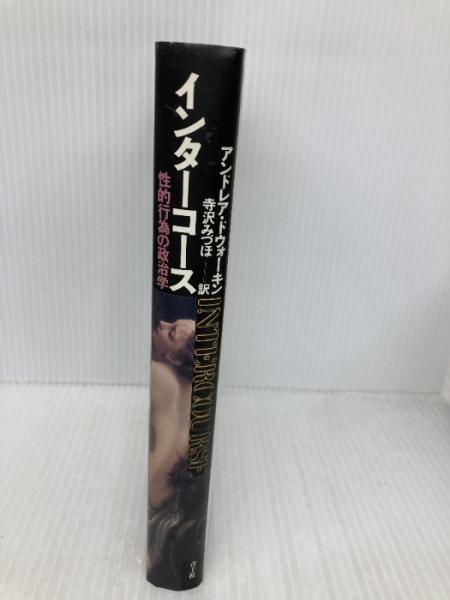 インターコース
性的行為の政治学
アンドレア・ドウォーキン
寺沢みづほ―訳
INTERCOURSE
青土社